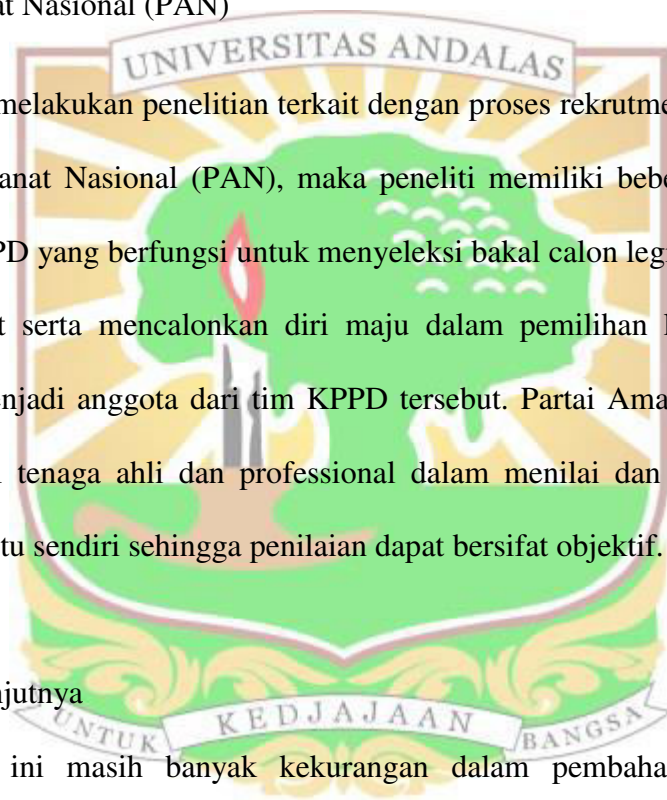 at Nasional (PAN)
UNIVERSITAS ANDALAS
melakukan penelitian terkait dengan proses rekrutme
anat Nasional (PAN), maka peneliti memiliki bebe
PD yang berfungsi untuk menyeleksi bakal calon legi
t serta mencalonkan diri maju dalam pemilihan
enjadi anggota dari tim KPPD tersebut. Partai Ama
tenaga ahli dan professional dalam menilai dan
tu sendiri sehingga penilaian dapat bersifat objektif.
njutnya
UNTUK KEDJAJAAN BANGSA
ini masih banyak kekurangan dalam pembaha